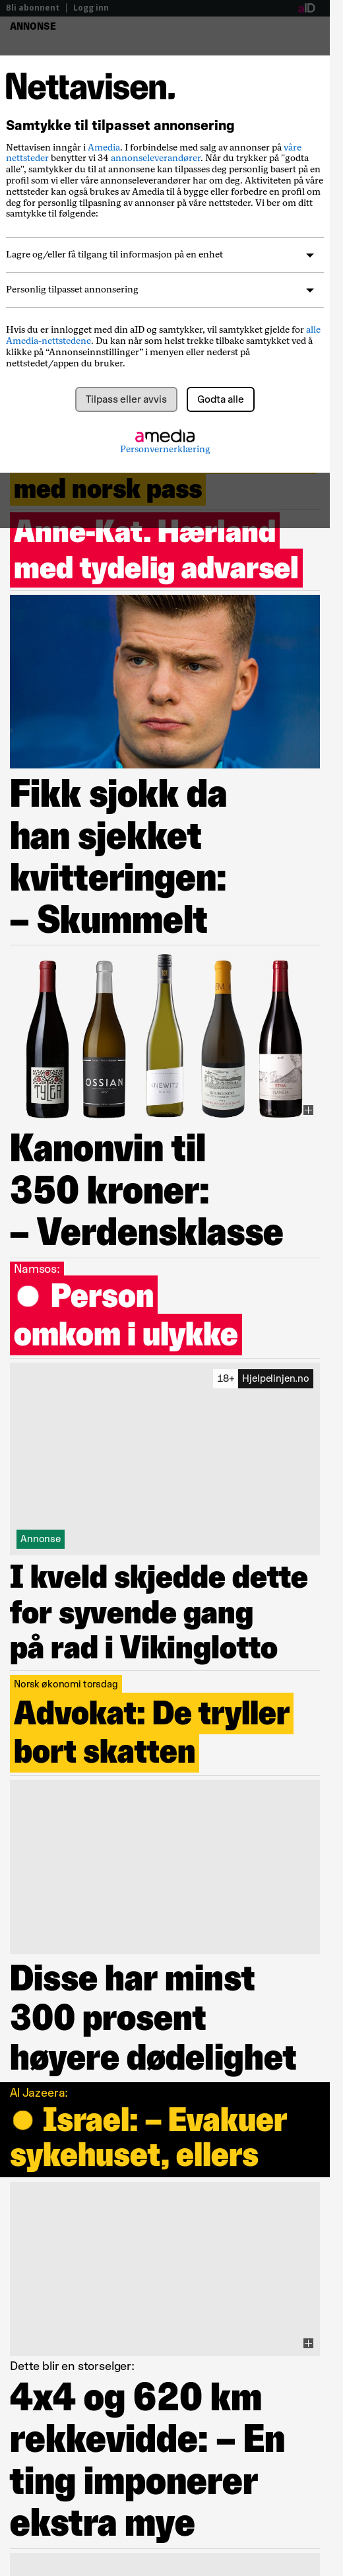 Bli abonnent | Logg inn
aID
ANNONSE
Nettavisen.
Samtykke til tilpasset annonsering
Nettavisen inngår i Amedia. I forbindelse med salg av annonser på våre
nettsteder benytter vi 34 annonseleverandører. Når du trykker på "godta
alle", samtykker du til at annonsene kan tilpasses deg personlig basert på en
profil som vi eller våre annonseleverandører har om deg. Aktiviteten på våre
nettsteder kan også brukes av Amedia til å bygge eller forbedre en profil om
deg for personlig tilpasning av annonser på våre nettsteder. Vi ber om ditt
samtykke til følgende:
Lagre og/eller få tilgang til informasjon på en enhet
Personlig tilpasset annonsering
Hvis du er innlogget med din aID og samtykker, vil samtykket gjelde for alle
Amedia-nettstedene. Du kan når som helst trekke tilbake samtykket ved å
klikke på “Annonseinnstillinger” i menyen eller nederst på
nettstedet/appen du bruker.
Tilpass eller avvis
Godta alle
amedia
Personvernerklæring
med norsk pass
Anne-Kat. Hærland
med tydelig advarsel
Fikk sjokk da
han sjekket
kvitteringen:
– Skummelt
TYLER
OSSIAN
Kanonvin til
350 kroner:
– Verdensklasse
Namsos:
● Person
omkom i ulykke
18+ Hjelpelinjen.no
Annonse
I kveld skjedde dette
for syvende gang
på rad i Vikinglotto
Norsk økonomi torsdag
Advokat: De tryller
bort skatten
Disse har minst
300 prosent
høyere dødelighet
Al Jazeera:
● Israel: – Evakuer
sykehuset, ellers
Dette blir en storselger:
4x4 og 620 km
rekkevidde: – En
ting imponerer
ekstra mye